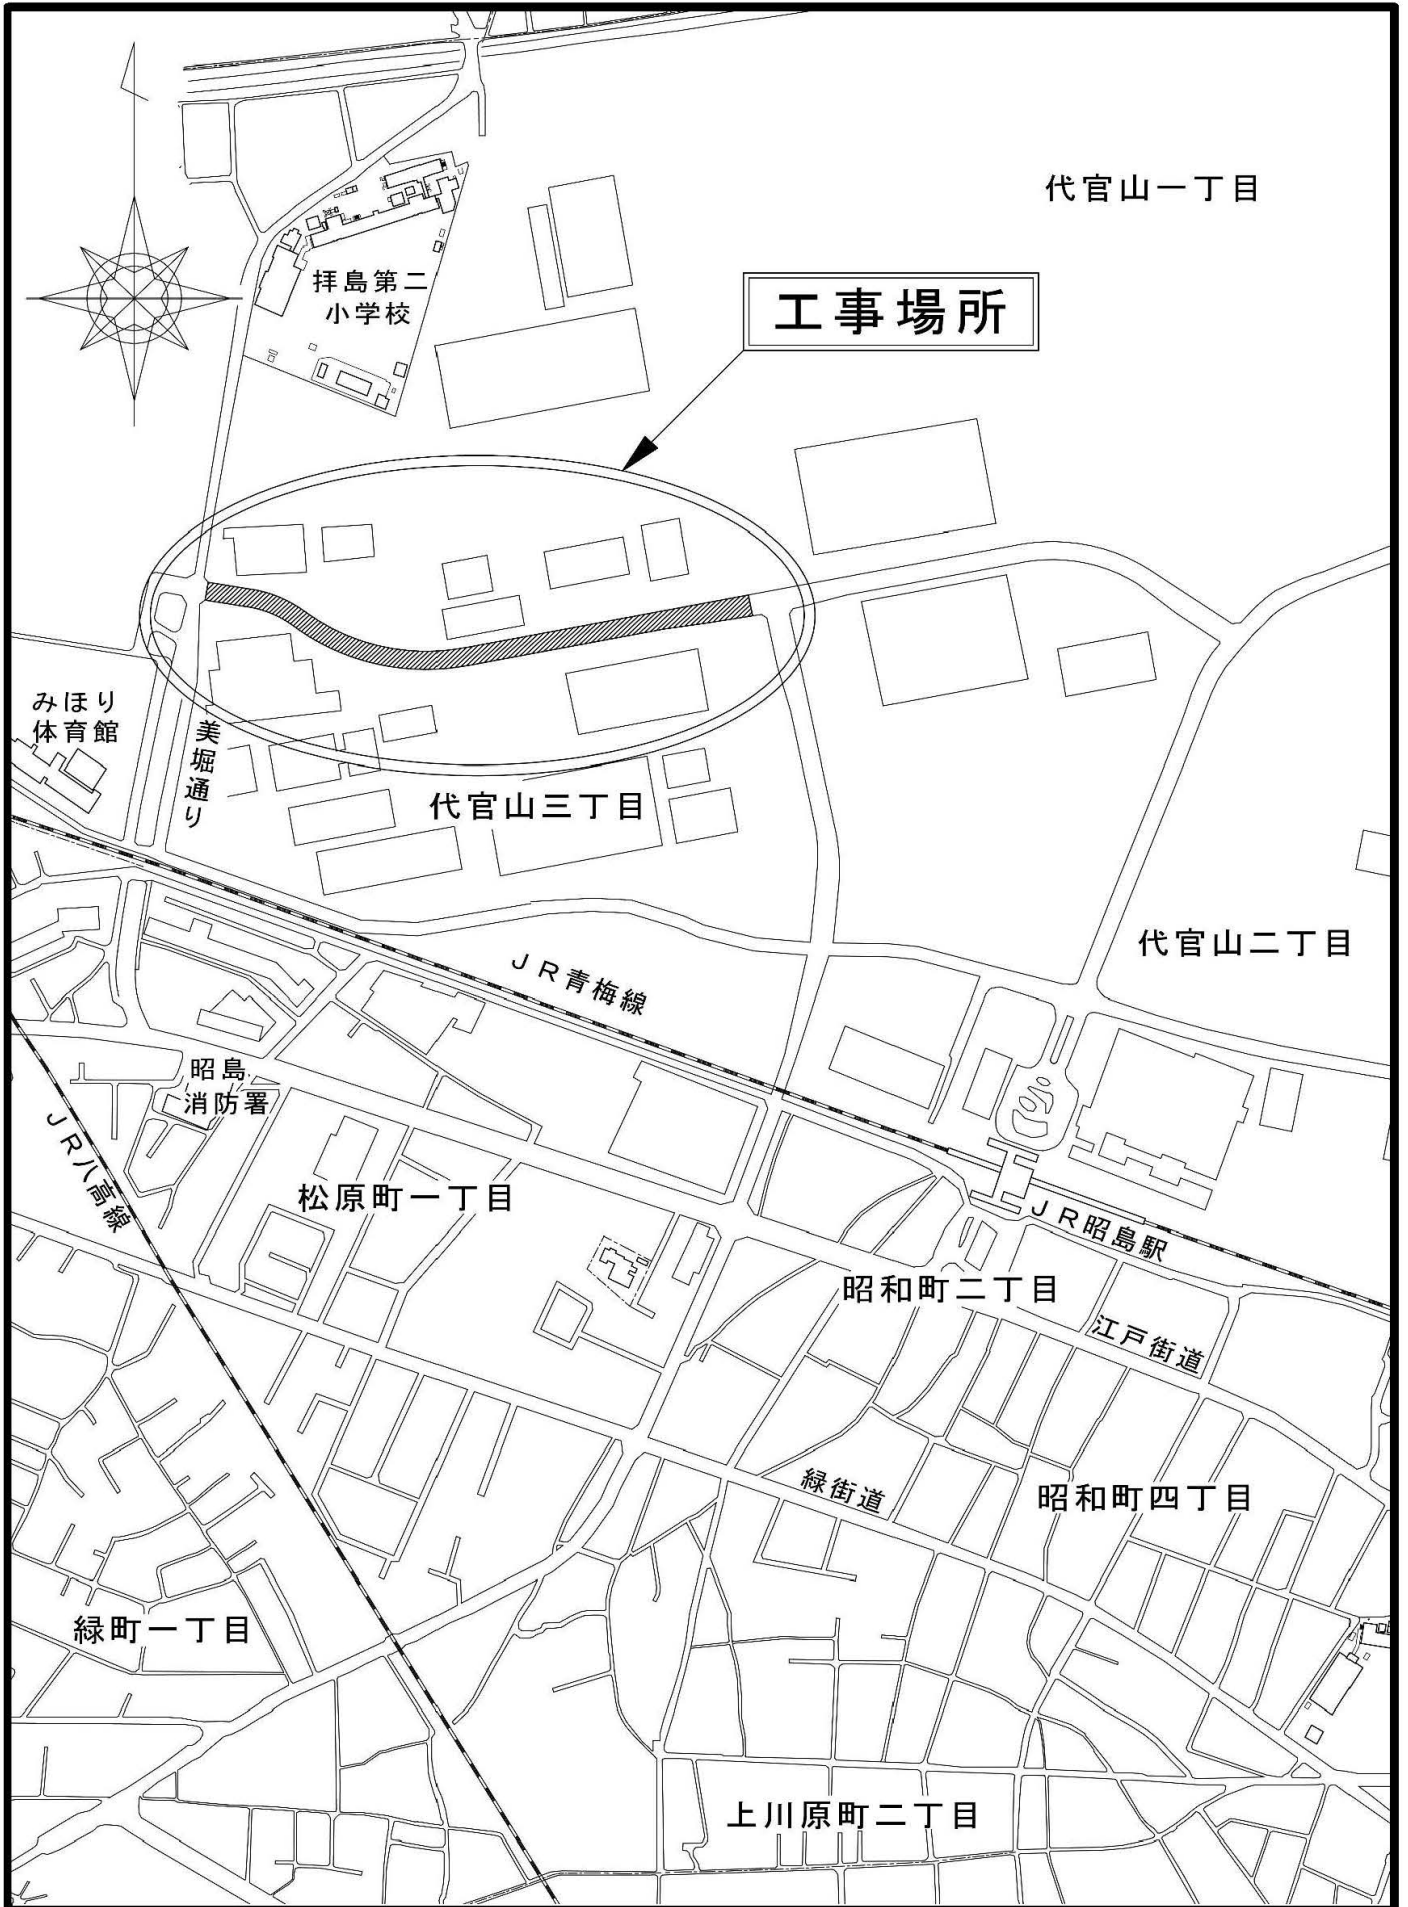 代官山一丁目
拝島第二
小学校
工事場所
みほり
体育館
美堀通り
代官山三丁目
代官山二丁目
ＪＲ青梅線
昭島
消防署
ＪＲ八高線
松原町一丁目
ＪＲ昭島駅
昭和町二丁目
江戸街道
緑街道
昭和町四丁目
緑町一丁目
上川原町二丁目